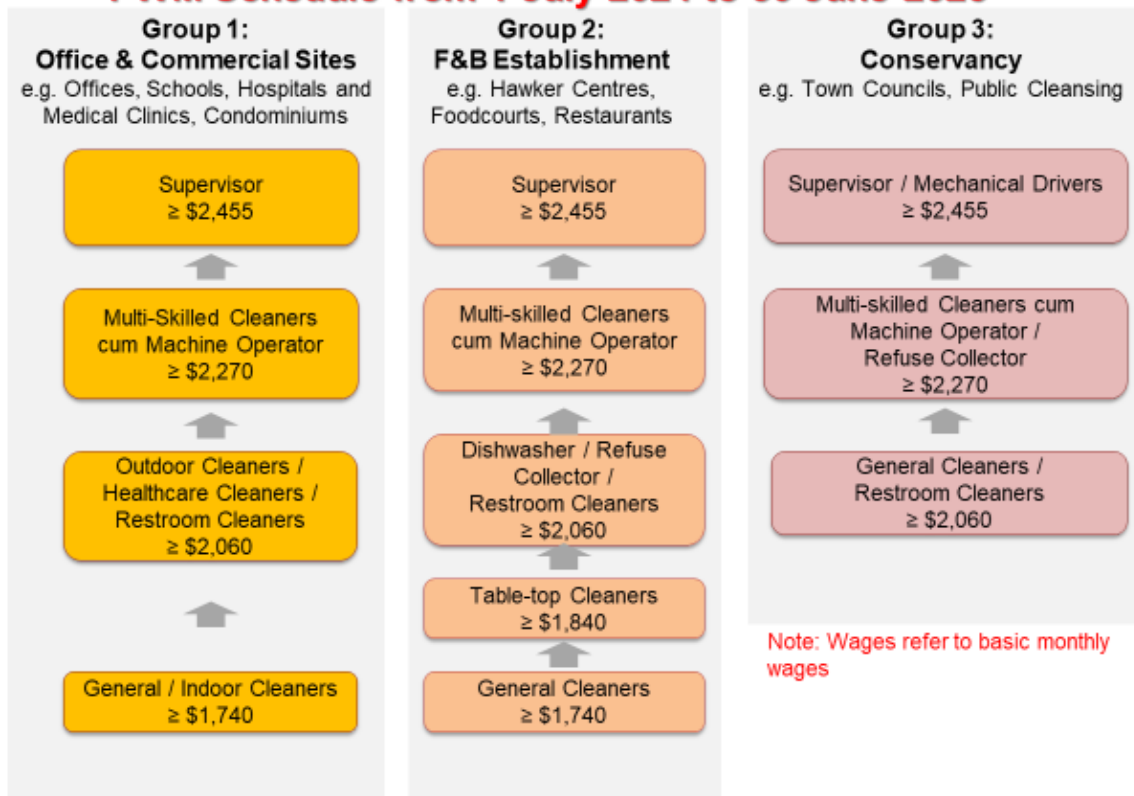 Group 1:
Office & Commercial Sites
e.g. Offices, Schools, Hospitals and
Medical Clinics, Condominiums
Supervisor
≥ $2,455
Multi-Skilled Cleaners
cum Machine Operator
≥ $2,270
Outdoor Cleaners /
Healthcare Cleaners /
Restroom Cleaners
≥ $2,060
General / Indoor Cleaners
≥ $1,740
Group 2:
F&B Establishment
e.g. Hawker Centres,
Foodcourts, Restaurants
Supervisor
≥ $2,455
Multi-skilled Cleaners
cum Machine Operator
≥ $2,270
Dishwasher / Refuse
Collector /
Restroom Cleaners
≥ $2,060
Table-top Cleaners
≥ $1,840
General Cleaners
≥ $1,740
Group 3:
Conservancy
e.g. Town Councils, Public Cleansing
Supervisor / Mechanical Drivers
≥ $2,455
Multi-skilled Cleaners cum
Machine Operator /
Refuse Collector
≥ $2,270
General Cleaners /
Restroom Cleaners
≥ $2,060
Note: Wages refer to basic monthly
wages